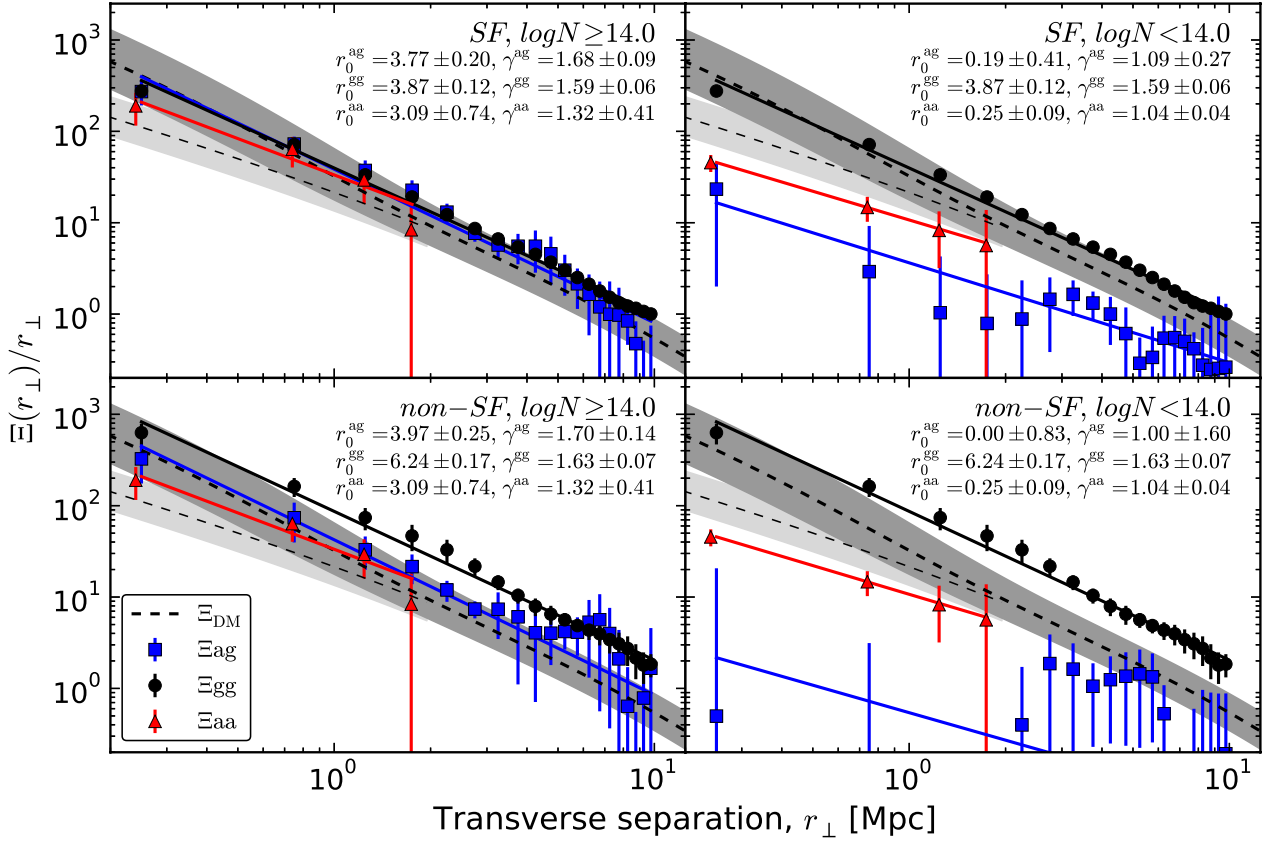 SF, logN ≥14.0
r₀ᵃᵍ =3.77 ±0.20, γᵃᵍ =1.68 ±0.09
r₀ᵍᵍ =3.87 ±0.12, γᵍᵍ =1.59 ±0.06
r₀ᵃᵃ =3.09 ±0.74, γᵃᵃ =1.32 ±0.41
SF, logN <14.0
r₀ᵃᵍ =0.19 ±0.41, γᵃᵍ =1.09 ±0.27
r₀ᵍᵍ =3.87 ±0.12, γᵍᵍ =1.59 ±0.06
r₀ᵃᵃ =0.25 ±0.09, γᵃᵃ =1.04 ±0.04
10³
10²
10¹
10⁰
non−SF, logN ≥14.0
r₀ᵃᵍ =3.97 ±0.25, γᵃᵍ =1.70 ±0.14
r₀ᵍᵍ =6.24 ±0.17, γᵍᵍ =1.63 ±0.07
r₀ᵃᵃ =3.09 ±0.74, γᵃᵃ =1.32 ±0.41
non−SF, logN <14.0
r₀ᵃᵍ =0.00 ±0.83, γᵃᵍ =1.00 ±1.60
r₀ᵍᵍ =6.24 ±0.17, γᵍᵍ =1.63 ±0.07
r₀ᵃᵃ =0.25 ±0.09, γᵃᵃ =1.04 ±0.04
10³
10²
10¹
10⁰
Ξ_DM
Ξag
Ξgg
Ξaa
10⁰
10¹
10⁰
10¹
Ξ(r⊥)/r⊥
Transverse separation, r⊥ [Mpc]